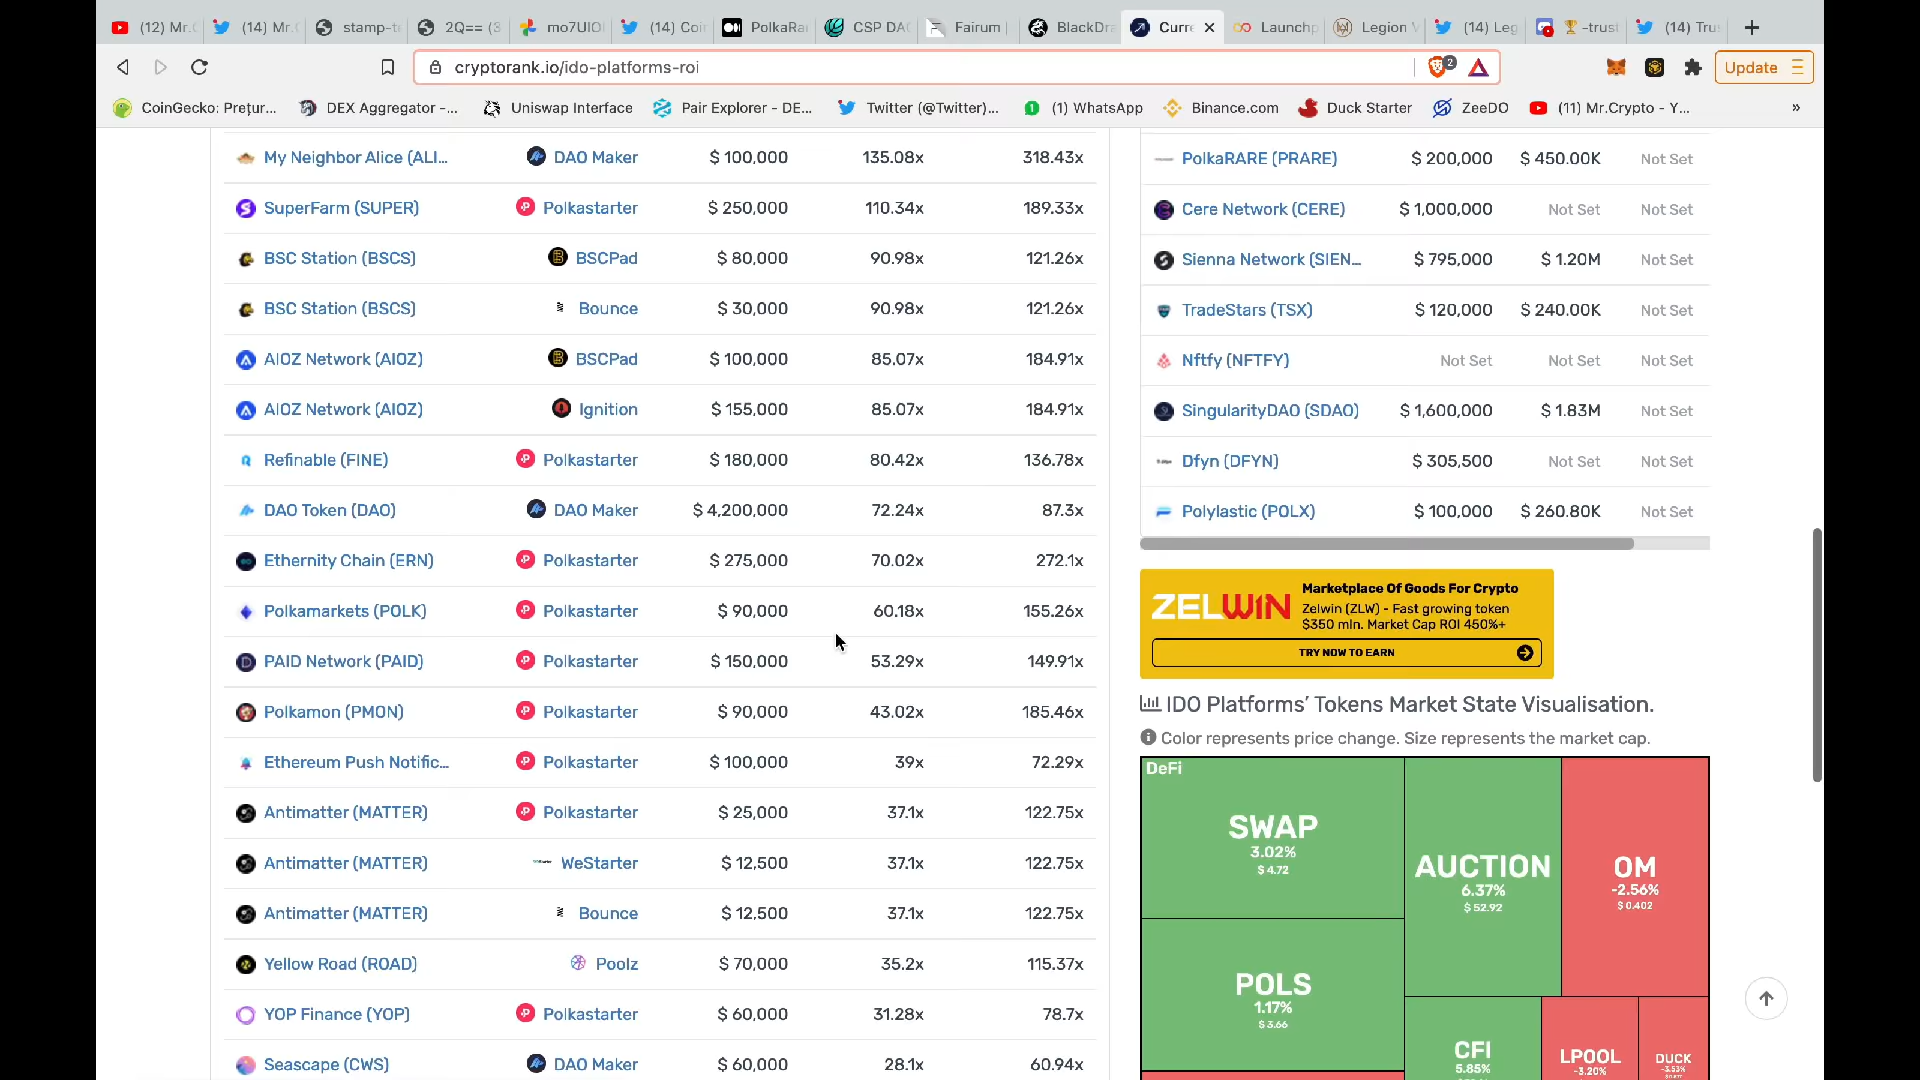 (12) Mr.C
(14) Mr.
stamp-te
2Q== (3
mo7UIOI
(14) Coi
PolkaRar
CSP DAO
Fairum
BlackDra
Curre
Launchp
Legion V
(14) Leg
-trust
(14) Trus
cryptorank.io/ido-platforms-roi
2
Update
CoinGecko: Prețur...
DEX Aggregator -...
Uniswap Interface
Pair Explorer - DE...
Twitter (@Twitter)...
(1) WhatsApp
Binance.com
Duck Starter
ZeeDO
(11) Mr.Crypto - Y...
»
My Neighbor Alice (ALI... DAO Maker $ 100,000 135.08x 318.43x
SuperFarm (SUPER) Polkastarter $ 250,000 110.34x 189.33x
BSC Station (BSCS) BSCPad $ 80,000 90.98x 121.26x
BSC Station (BSCS) Bounce $ 30,000 90.98x 121.26x
AIOZ Network (AIOZ) BSCPad $ 100,000 85.07x 184.91x
AIOZ Network (AIOZ) Ignition $ 155,000 85.07x 184.91x
Refinable (FINE) Polkastarter $ 180,000 80.42x 136.78x
DAO Token (DAO) DAO Maker $ 4,200,000 72.24x 87.3x
Ethernity Chain (ERN) Polkastarter $ 275,000 70.02x 272.1x
Polkamarkets (POLK) Polkastarter $ 90,000 60.18x 155.26x
PAID Network (PAID) Polkastarter $ 150,000 53.29x 149.91x
Polkamon (PMON) Polkastarter $ 90,000 43.02x 185.46x
Ethereum Push Notific... Polkastarter $ 100,000 39x 72.29x
Antimatter (MATTER) Polkastarter $ 25,000 37.1x 122.75x
Antimatter (MATTER) WeStarter $ 12,500 37.1x 122.75x
Antimatter (MATTER) Bounce $ 12,500 37.1x 122.75x
Yellow Road (ROAD) Poolz $ 70,000 35.2x 115.37x
YOP Finance (YOP) Polkastarter $ 60,000 31.28x 78.7x
Seascape (CWS) DAO Maker $ 60,000 28.1x 60.94x
PolkaRARE (PRARE) $ 200,000 $ 450.00K Not Set
Cere Network (CERE) $ 1,000,000 Not Set Not Set
Sienna Network (SIEN... $ 795,000 $ 1.20M Not Set
TradeStars (TSX) $ 120,000 $ 240.00K Not Set
Nftfy (NFTFY) Not Set Not Set Not Set
SingularityDAO (SDAO) $ 1,600,000 $ 1.83M Not Set
Dfyn (DFYN) $ 305,500 Not Set Not Set
Polylastic (POLX) $ 100,000 $ 260.80K Not Set
ZELWIN
Marketplace Of Goods For Crypto
Zelwin (ZLW) - Fast growing token
$350 mln. Market Cap ROI 450%+
TRY NOW TO EARN
IDO Platforms’ Tokens Market State Visualisation.
Color represents price change. Size represents the market cap.
DeFi
SWAP
3.02%
$ 4.72
AUCTION
6.37%
$ 52.92
OM
-2.56%
$ 0.402
POLS
1.17%
$ 3.66
CFI
5.85%
LPOOL
-3.20%
DUCK
-3.53%